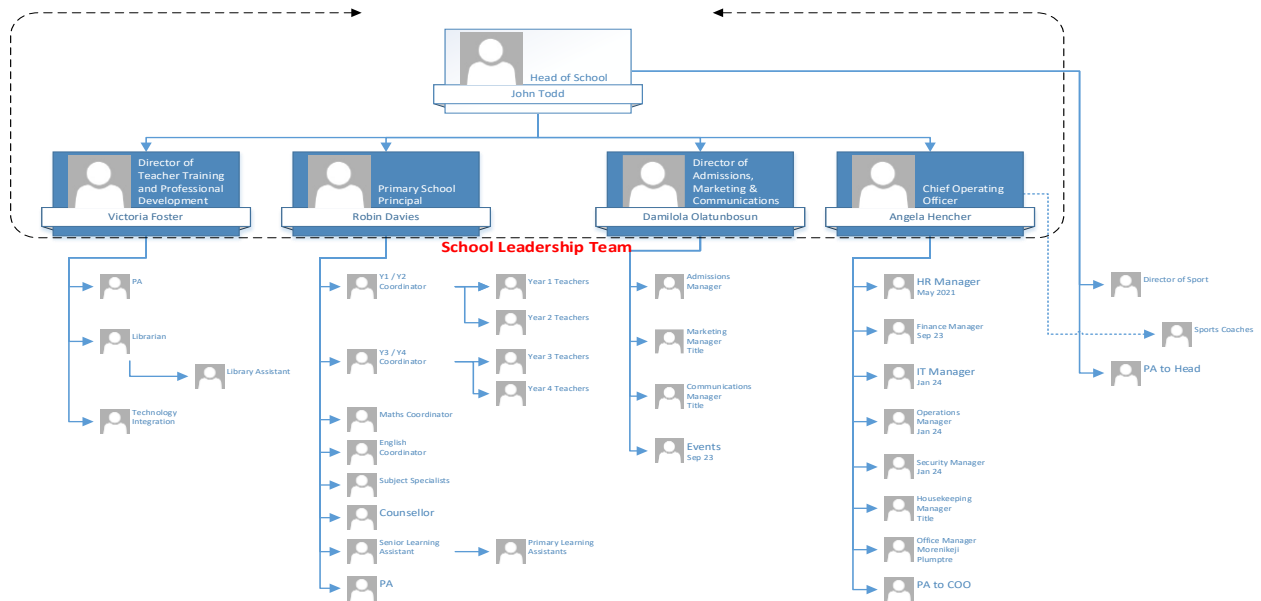 Head of School
John Todd
Director of
Teacher Training
and Professional
Development
Victoria Foster
Primary School
Principal
Robin Davies
Director of
Admissions,
Marketing &
Communications
Damilola Olatunbosun
Chief Operating
Officer
Angela Hencher
School Leadership Team
PA
Librarian
Library Assistant
Technology
Integration
Y1 / Y2
Coordinator
Year 1 Teachers
Year 2 Teachers
Y3 / Y4
Coordinator
Year 3 Teachers
Year 4 Teachers
Maths Coordinator
English
Coordinator
Subject Specialists
Counsellor
Senior Learning
Assistant
Primary Learning
Assistants
PA
Admissions
Manager
Marketing
Manager
Title
Communications
Manager
Title
Events
Sep 23
HR Manager
May 2021
Finance Manager
Sep 23
IT Manager
Jan 24
Operations
Manager
Jan 24
Security Manager
Jan 24
Housekeeping
Manager
Title
Office Manager
Morenikeji
Plumptre
PA to COO
Director of Sport
Sports Coaches
PA to Head